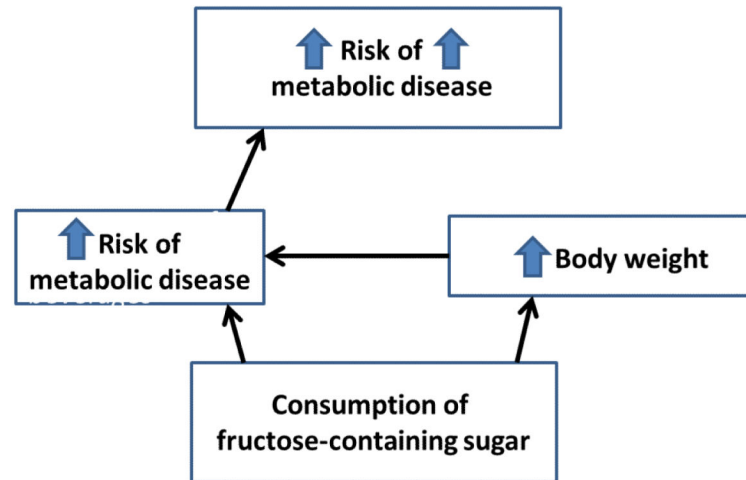 Risk of
metabolic disease
Risk of
metabolic disease
Body weight
Consumption of
fructose-containing sugar